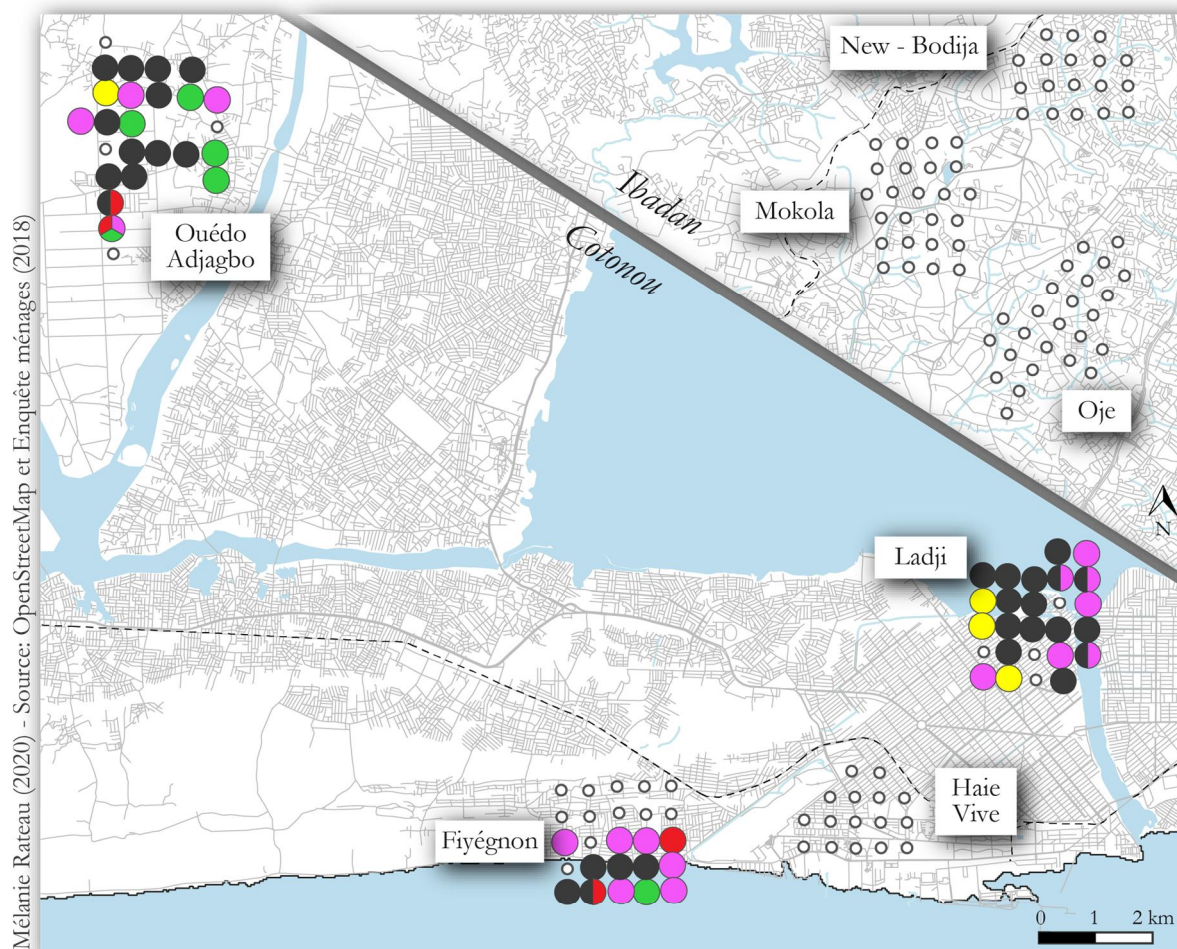 New - Bodija
Ibadan
Mokola
Cotonou
Ouédo
Adjagbo
Oje
N
Ladji
Haie
Vive
Fiyégnon
0 1 2 km
Mélanie Rateau (2020) - Source: OpenStreetMap et Enquête ménages (2018)